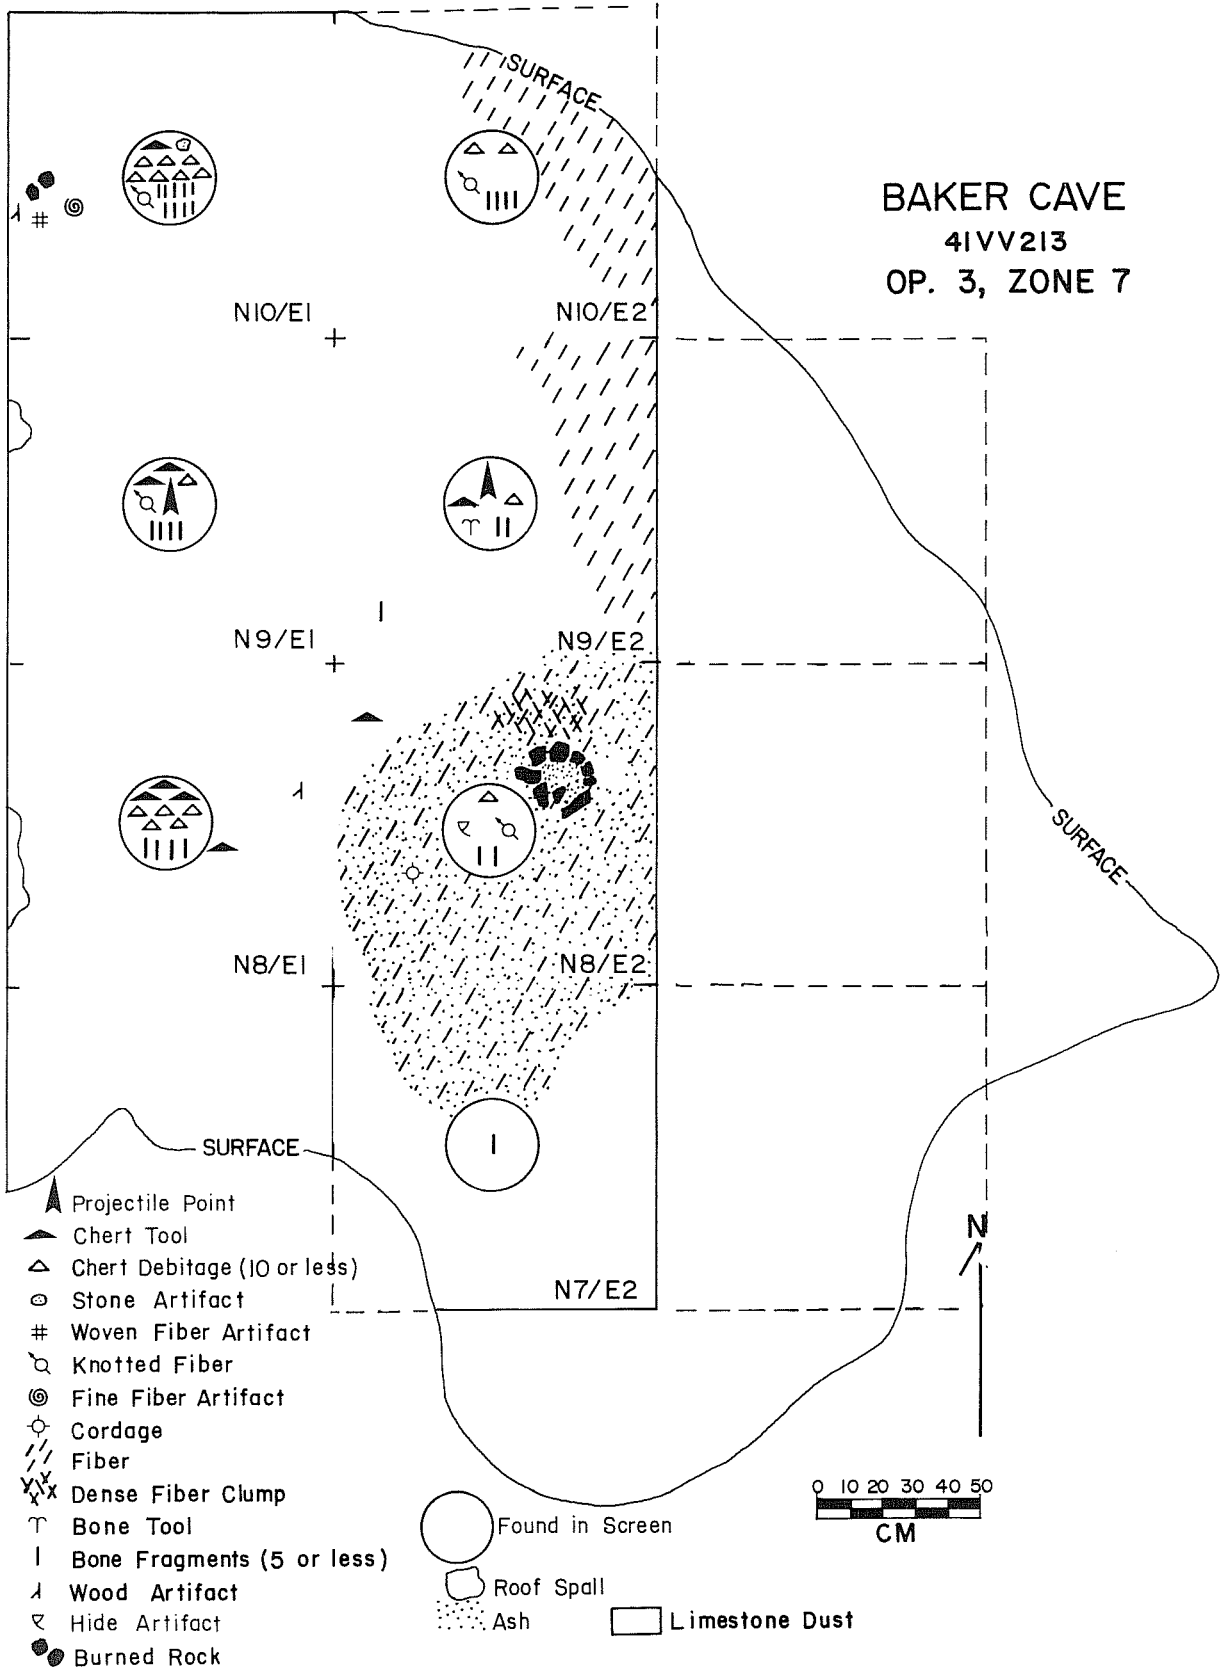 SURFACE
BAKER CAVE
41VV213
OP. 3, ZONE 7
N10/E1
N10/E2
N9/E1
N9/E2
SURFACE
N8/E1
N8/E2
SURFACE
N7/E2
N
Projectile Point
Chert Tool
Chert Debitage (10 or less)
Stone Artifact
Woven Fiber Artifact
Knotted Fiber
Fine Fiber Artifact
Cordage
Fiber
Dense Fiber Clump
Bone Tool
Bone Fragments (5 or less)
Wood Artifact
Hide Artifact
Burned Rock
Found in Screen
Roof Spall
Ash
Limestone Dust
0 10 20 30 40 50
CM